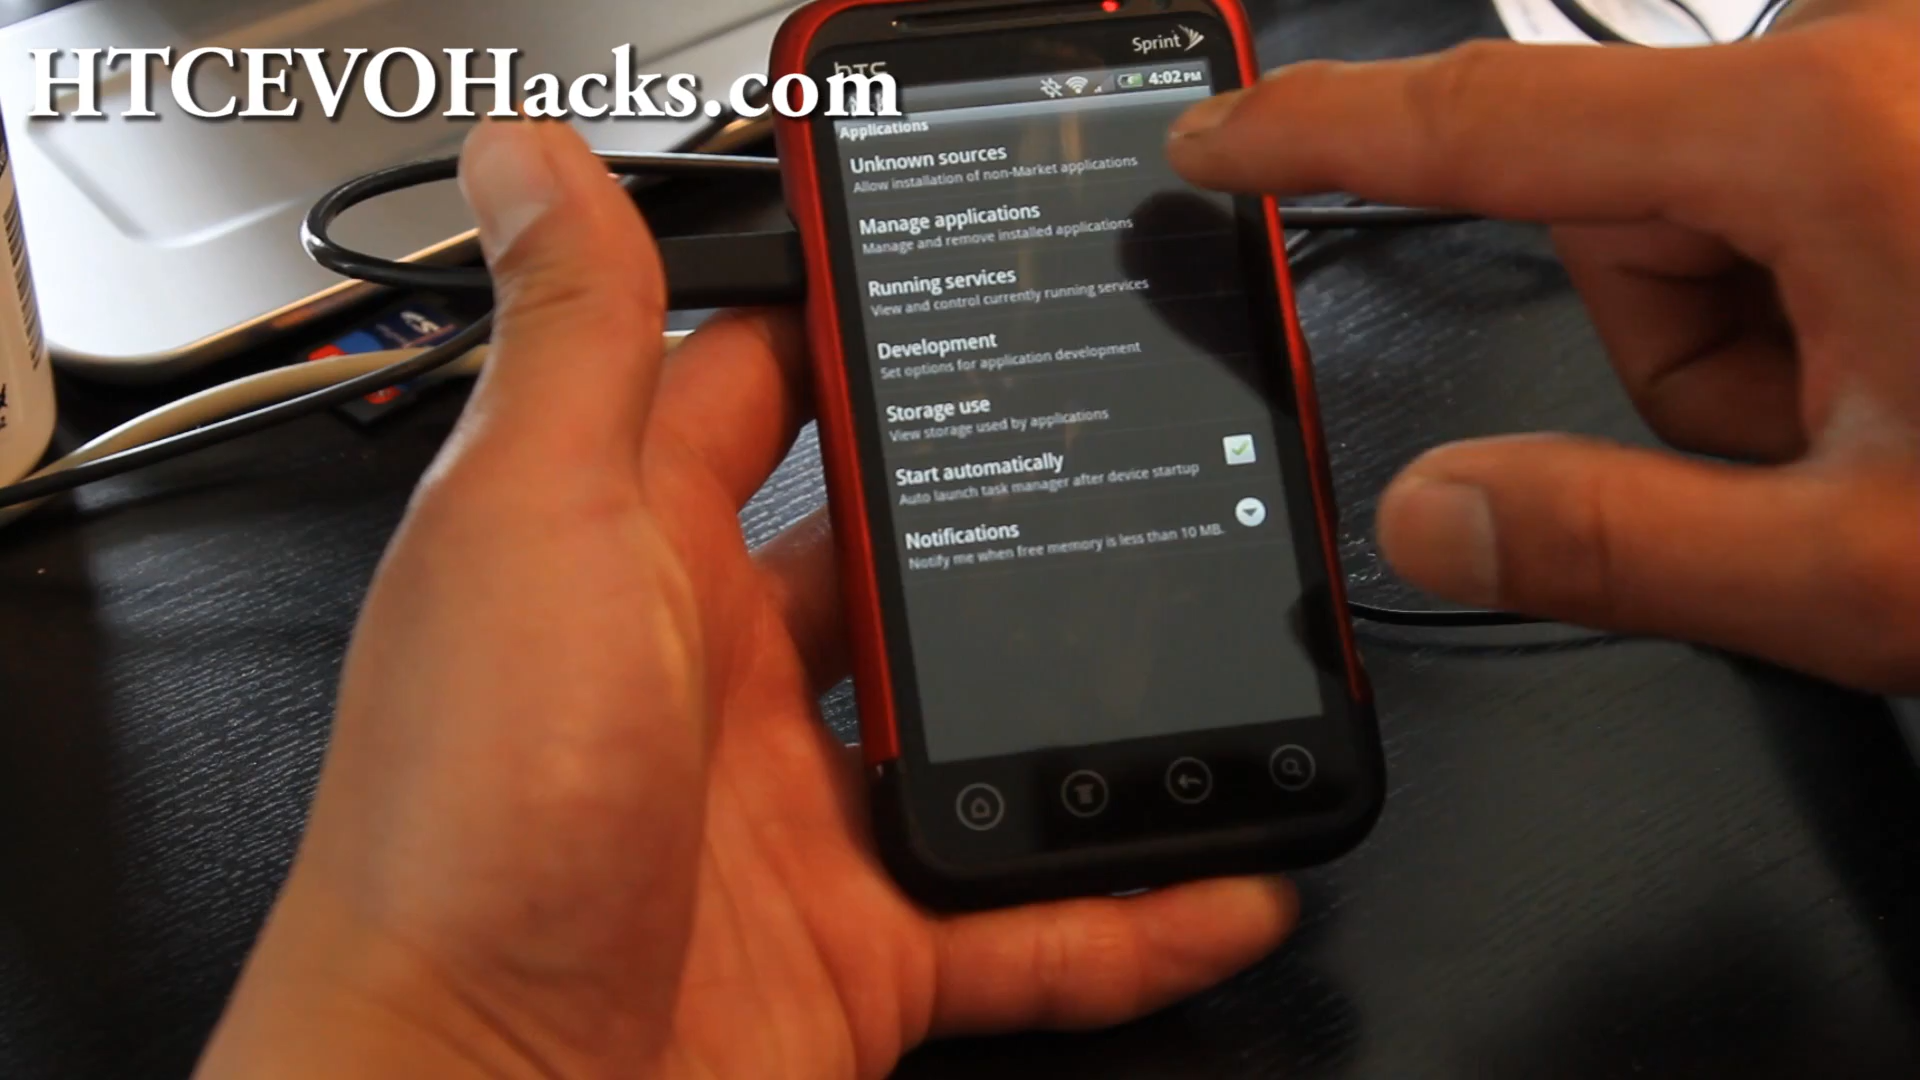 HTCEVOHacks.com
Sprint
hTC
4:02 PM
Applications
Unknown sources
Allow installation of non-Market applications
Manage applications
Manage and remove installed applications
Running services
View and control currently running services
Development
Set options for application development
Storage use
View storage used by applications
Start automatically
Auto launch task manager after device startup
Notifications
Notify me when free memory is less than 10 MB.